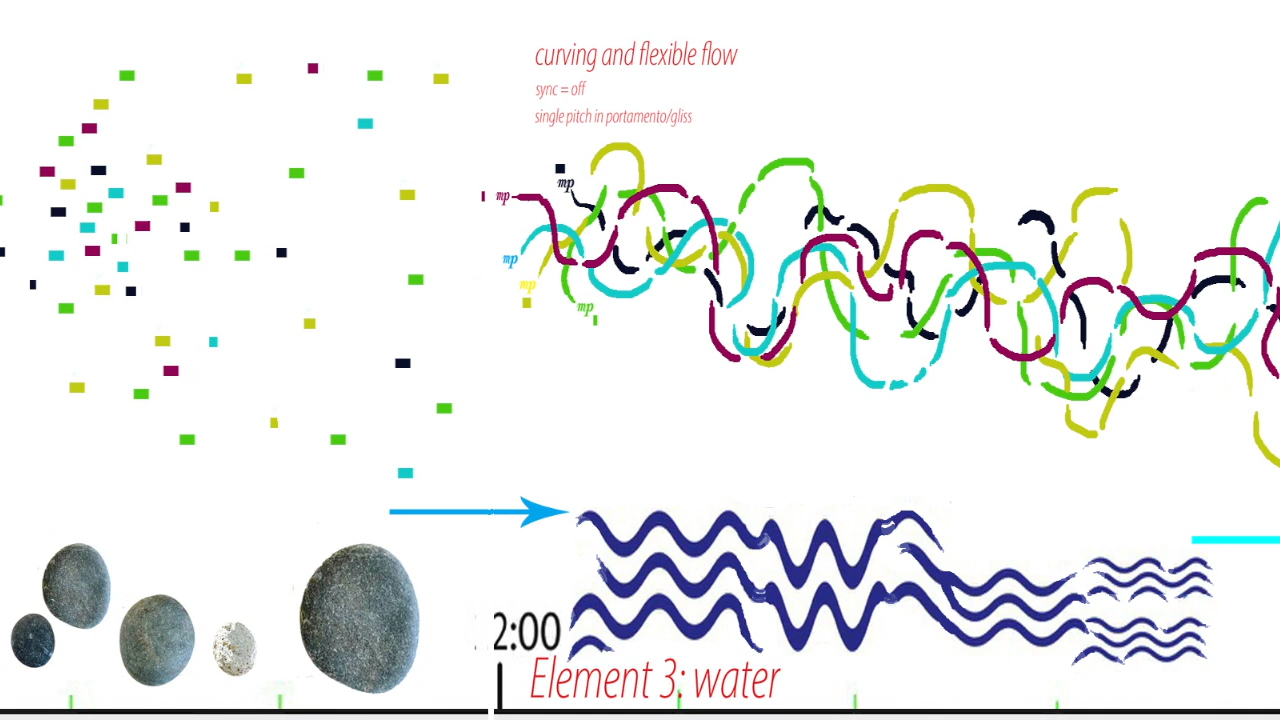 curving and flexible flow
sync = off
single pitch in portamento/gliss
mp
mp
mp
mp
mp
2:00
Element 3: water